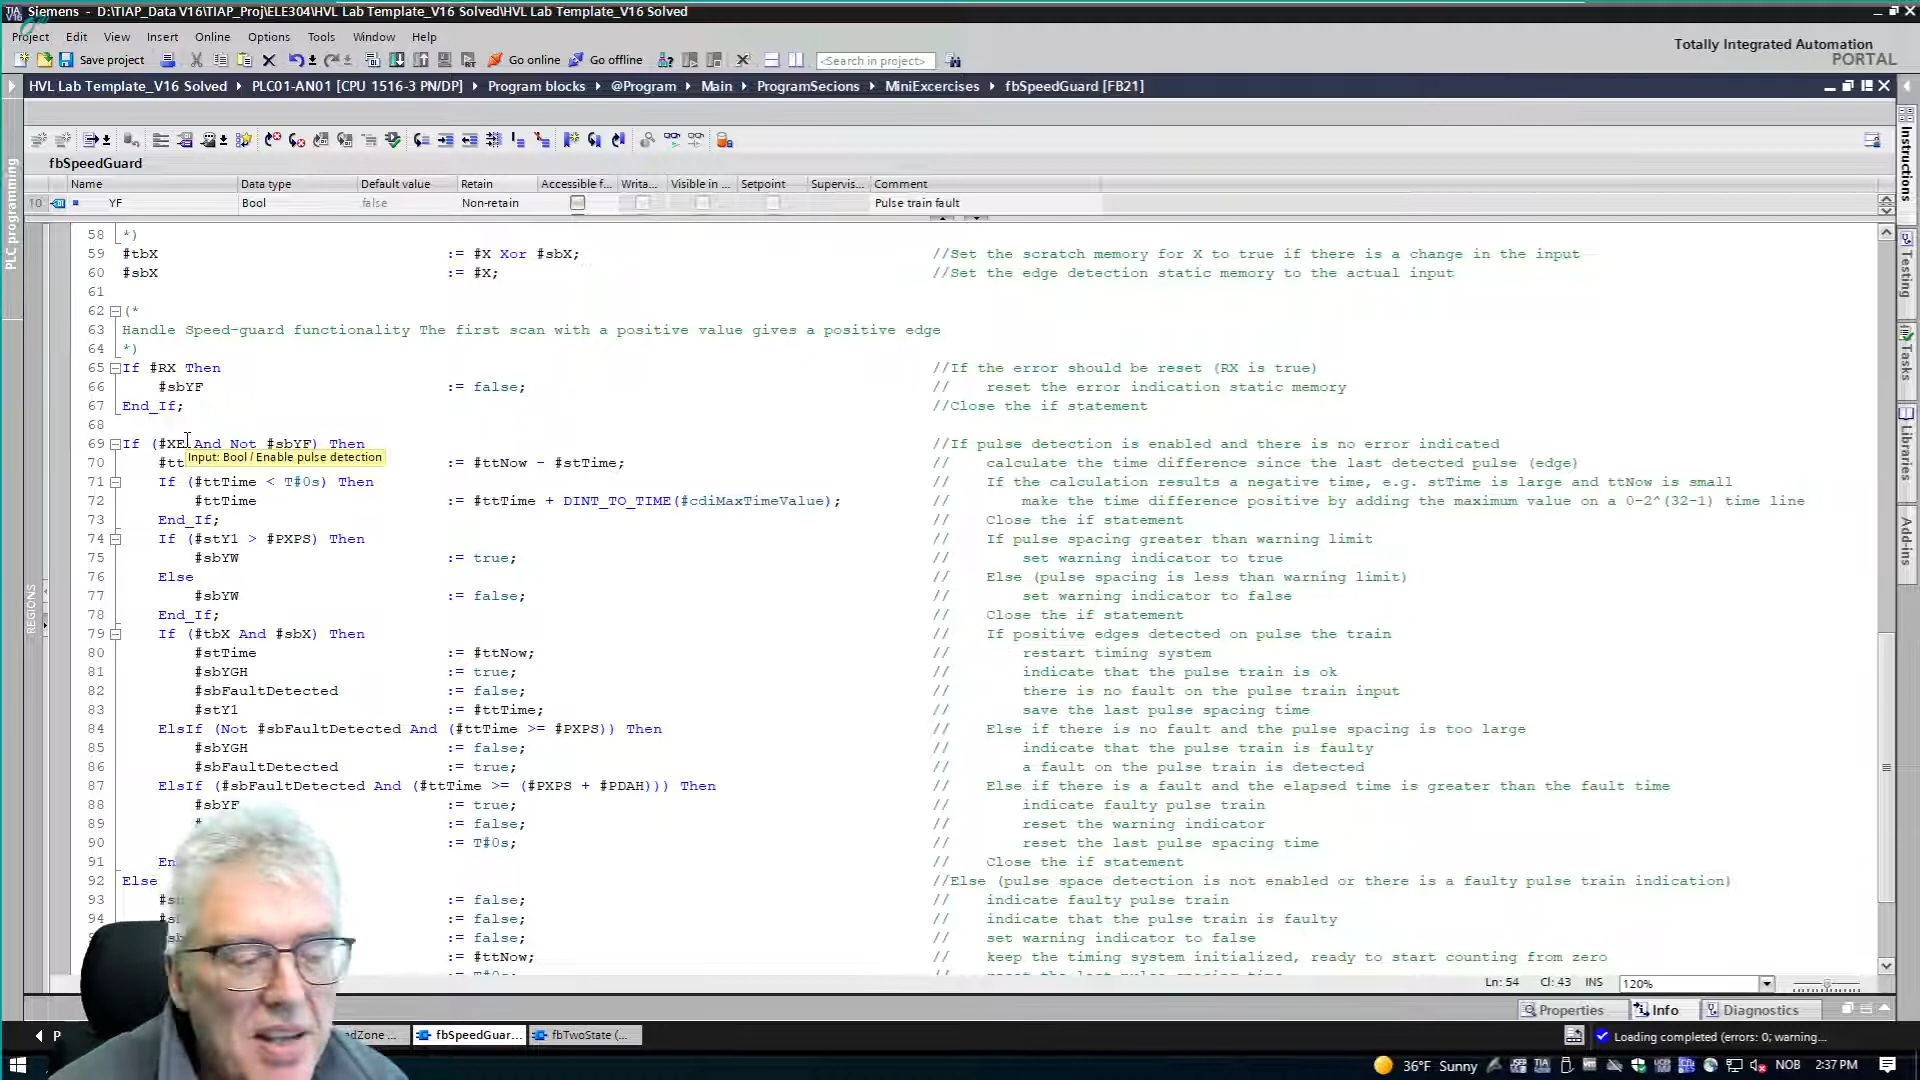 Siemens - D:\TIAP_Data V16\TIAP_Proj\ELE304\HVL Lab Template_V16 Solved\HVL Lab Template_V16 Solved
Project Edit View Insert Online Options Tools Window Help
Totally Integrated Automation
PORTAL
Save project Go online Go offline <Search in project>
HVL Lab Template_V16 Solved PLC01-AN01 [CPU 1516-3 PN/DP] Program blocks @Program Main ProgramSecions MiniExcercises fbSpeedGuard [FB21]
fbSpeedGuard
Name Data type Default value Retain Accessible f... Writa... Visible in ... Setpoint Supervis... Comment
10 YF Bool false Non-retain Pulse train fault
58 *)
59 #tbX := #X Xor #sbX; //Set the scratch memory for X to true if there is a change in the input
60 #sbX := #X; //Set the edge detection static memory to the actual input
61
62 (*
63 Handle Speed-guard functionality The first scan with a positive value gives a positive edge
64 *)
65 If #RX Then //If the error should be reset (RX is true)
66 #sbYF := false; // reset the error indication static memory
67 End_If; //Close the if statement
68
69 If (#XE And Not #sbYF) Then //If pulse detection is enabled and there is no error indicated
Input: Bool / Enable pulse detection
70 #tt := #ttNow - #stTime; // calculate the time difference since the last detected pulse (edge)
71 If (#ttTime < T#0s) Then // If the calculation results a negative time, e.g. stTime is large and ttNow is small
72 #ttTime := #ttTime + DINT_TO_TIME(#cdiMaxTimeValue); // make the time difference positive by adding the maximum value on a 0-2^(32-1) time line
73 End_If; // Close the if statement
74 If (#stY1 > #PXPS) Then // If pulse spacing greater than warning limit
75 #sbYW := true; // set warning indicator to true
76 Else // Else (pulse spacing is less than warning limit)
77 #sbYW := false; // set warning indicator to false
78 End_If; // Close the if statement
79 If (#tbX And #sbX) Then // If positive edges detected on pulse the train
80 #stTime := #ttNow; // restart timing system
81 #sbYGH := true; // indicate that the pulse train is ok
82 #sbFaultDetected := false; // there is no fault on the pulse train input
83 #stY1 := #ttTime; // save the last pulse spacing time
84 ElsIf (Not #sbFaultDetected And (#ttTime >= #PXPS)) Then // Else if there is no fault and the pulse spacing is too large
85 #sbYGH := false; // indicate that the pulse train is faulty
86 #sbFaultDetected := true; // a fault on the pulse train is detected
87 ElsIf (#sbFaultDetected And (#ttTime >= (#PXPS + #PDAH))) Then // Else if there is a fault and the elapsed time is greater than the fault time
88 #sbYF := true; // indicate faulty pulse train
89 := false; // reset the warning indicator
90 := T#0s; // reset the last pulse spacing time
91 En // Close the if statement
92 Else //Else (pulse space detection is not enabled or there is a faulty pulse train indication)
93 := false; // indicate faulty pulse train
94 := false; // indicate that the pulse train is faulty
:= false; // set warning indicator to false
:= #ttNow; // keep the timing system initialized, ready to start counting from zero
Ln: 54 Cl: 43 INS 120%
Properties Info Diagnostics
P dZone ... fbSpeedGuar... fbTwoState (...
Loading completed (errors: 0; warning...
36°F Sunny NOB 2:37 PM
PLC programming
REGIONS
Instructions
Testing
Tasks
Libraries
Add-ins